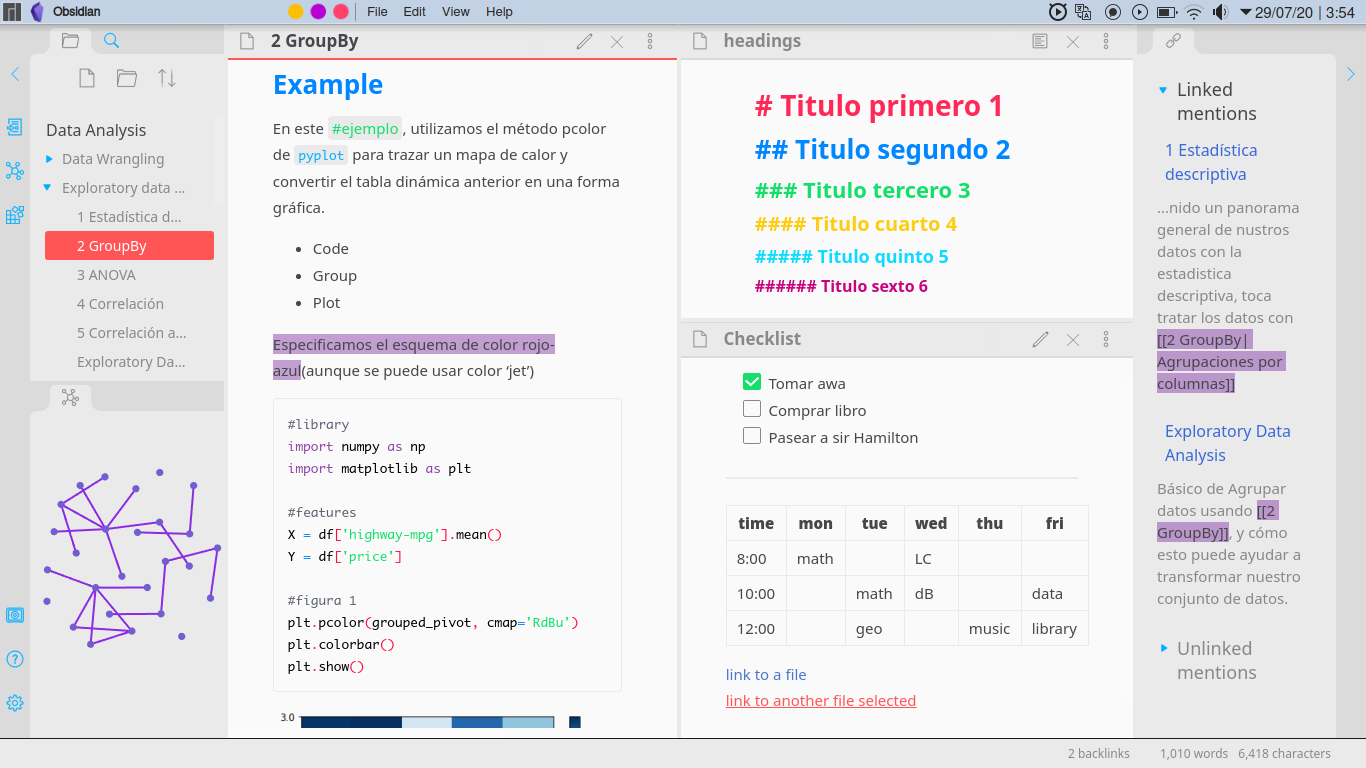 Obsidian
File Edit View Help
29/07/20 | 3:54
Data Analysis
Data Wrangling
Exploratory data ...
1 Estadística d...
2 GroupBy
3 ANOVA
4 Correlación
5 Correlación a...
Exploratory Da...
2 GroupBy
Example
En este #ejemplo, utilizamos el método pcolor
de pyplot para trazar un mapa de calor y
convertir el tabla dinámica anterior en una forma
gráfica.
• Code
• Group
• Plot
Especificamos el esquema de color rojo-
azul(aunque se puede usar color ‘jet’)
#library
import numpy as np
import matplotlib as plt
#features
X = df['highway-mpg'].mean()
Y = df['price']
#figura 1
plt.pcolor(grouped_pivot, cmap='RdBu')
plt.colorbar()
plt.show()
3.0
headings
# Titulo primero 1
## Titulo segundo 2
### Titulo tercero 3
#### Titulo cuarto 4
##### Titulo quinto 5
###### Titulo sexto 6
Checklist
Tomar awa
Comprar libro
Pasear a sir Hamilton
time mon tue wed thu fri
8:00 math LC
10:00 math dB data
12:00 geo music library
link to a file
link to another file selected
Linked
mentions
1 Estadística
descriptiva
...nido un panorama
general de nustros
datos con la
estadistica
descriptiva, toca
tratar los datos con
[[2 GroupBy|
Agrupaciones por
columnas]]
Exploratory Data
Analysis
Básico de Agrupar
datos usando [[2
GroupBy]], y cómo
esto puede ayudar a
transformar nuestro
conjunto de datos.
Unlinked
mentions
2 backlinks 1,010 words 6,418 characters